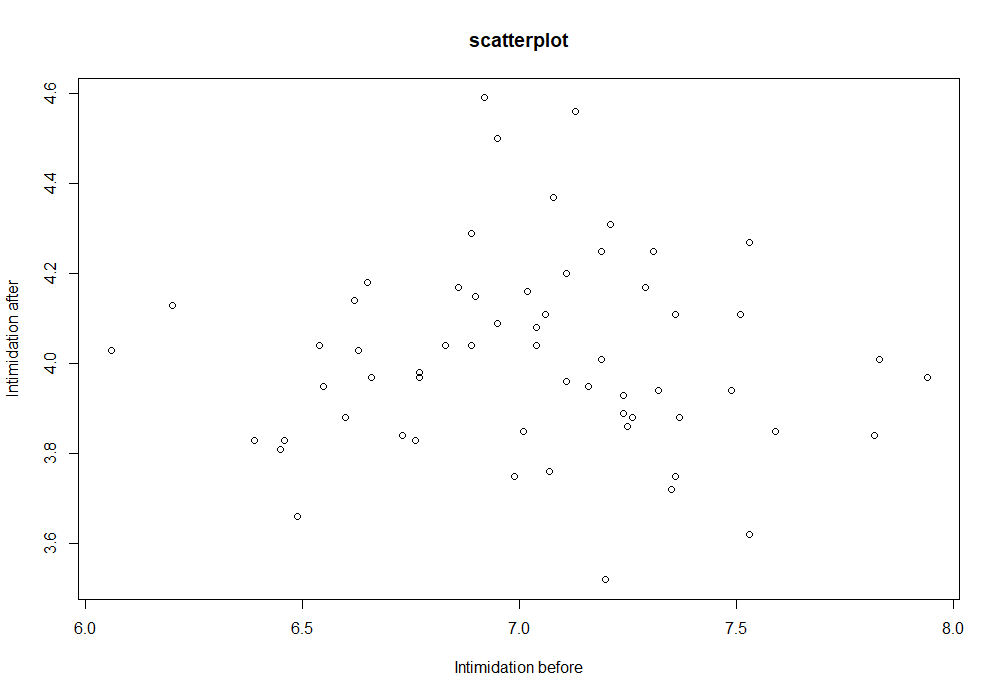 scatterplot
4.6
4.4
4.2
4.0
3.8
3.6
Intimidation after
6.0 6.5 7.0 7.5 8.0
Intimidation before